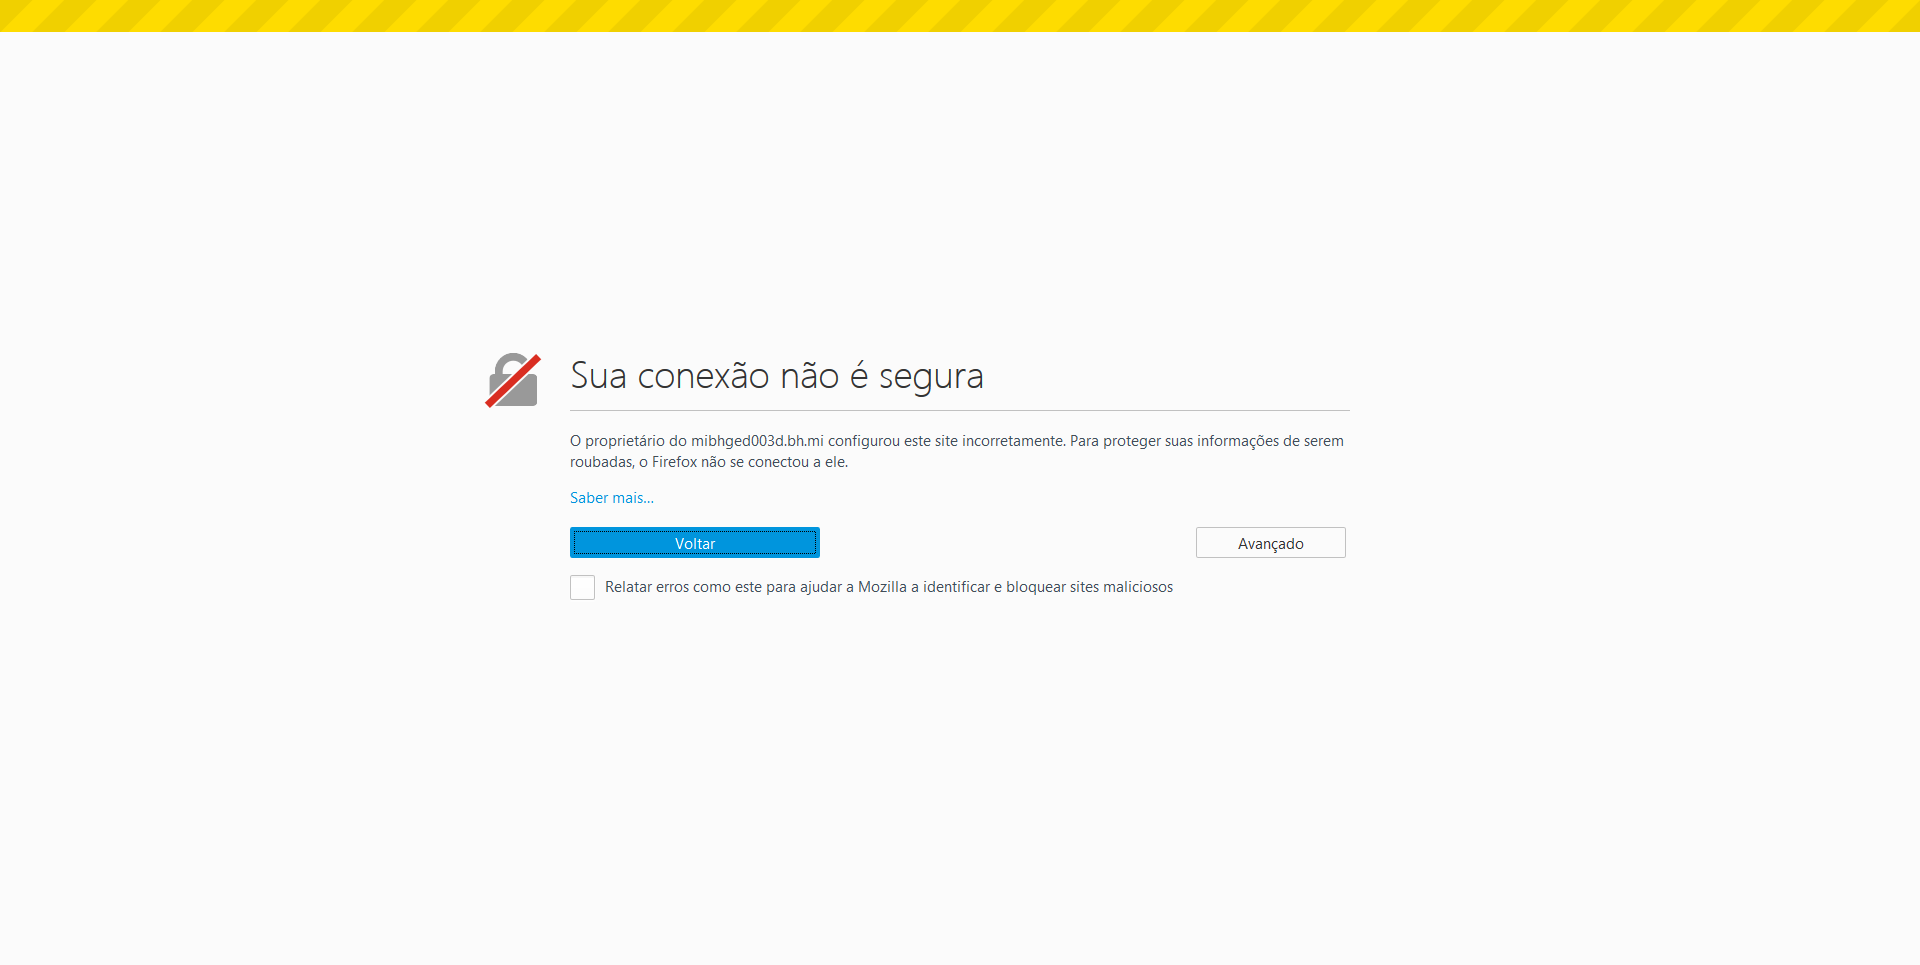 Sua conexão não é segura
O proprietário do mibhged003d.bh.mi configurou este site incorretamente. Para proteger suas informações de serem
roubadas, o Firefox não se conectou a ele.
Saber mais...
Voltar
Avançado
Relatar erros como este para ajudar a Mozilla a identificar e bloquear sites maliciosos